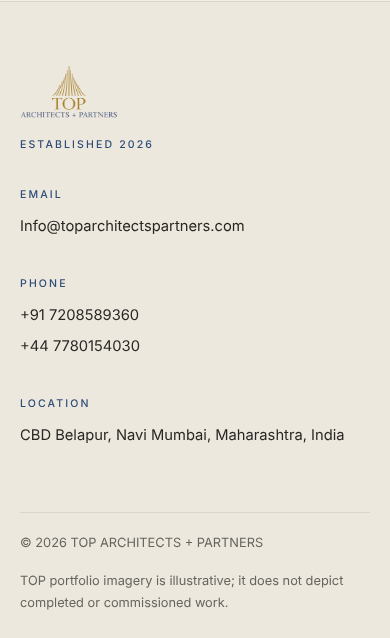 TOP
ARCHITECTS + PARTNERS
ESTABLISHED 2026
EMAIL
Info@toparchitectspartners.com
PHONE
+91 7208589360
+44 7780154030
LOCATION
CBD Belapur, Navi Mumbai, Maharashtra, India
© 2026 TOP ARCHITECTS + PARTNERS
TOP portfolio imagery is illustrative; it does not depict
completed or commissioned work.